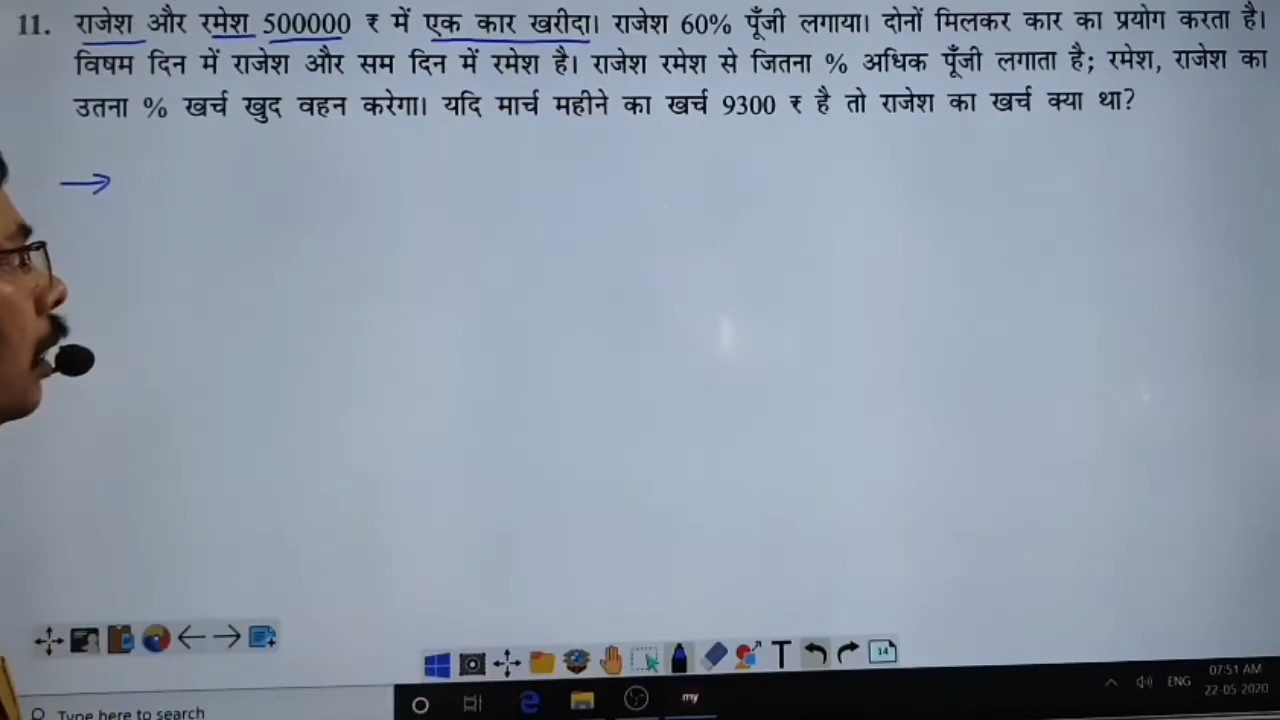 11. राजेश और रमेश 500000 ₹ में एक कार खरीदा। राजेश 60% पूँजी लगाया। दोनों मिलकर कार का प्रयोग करता है।
विषम दिन में राजेश और सम दिन में रमेश है। राजेश रमेश से जितना % अधिक पूँजी लगाता है; रमेश, राजेश का
उतना % खर्च खुद वहन करेगा। यदि मार्च महीने का खर्च 9300 ₹ है तो राजेश का खर्च क्या था?
T
14
my
ENG
07:51 AM
22-05-2020
Type here to search